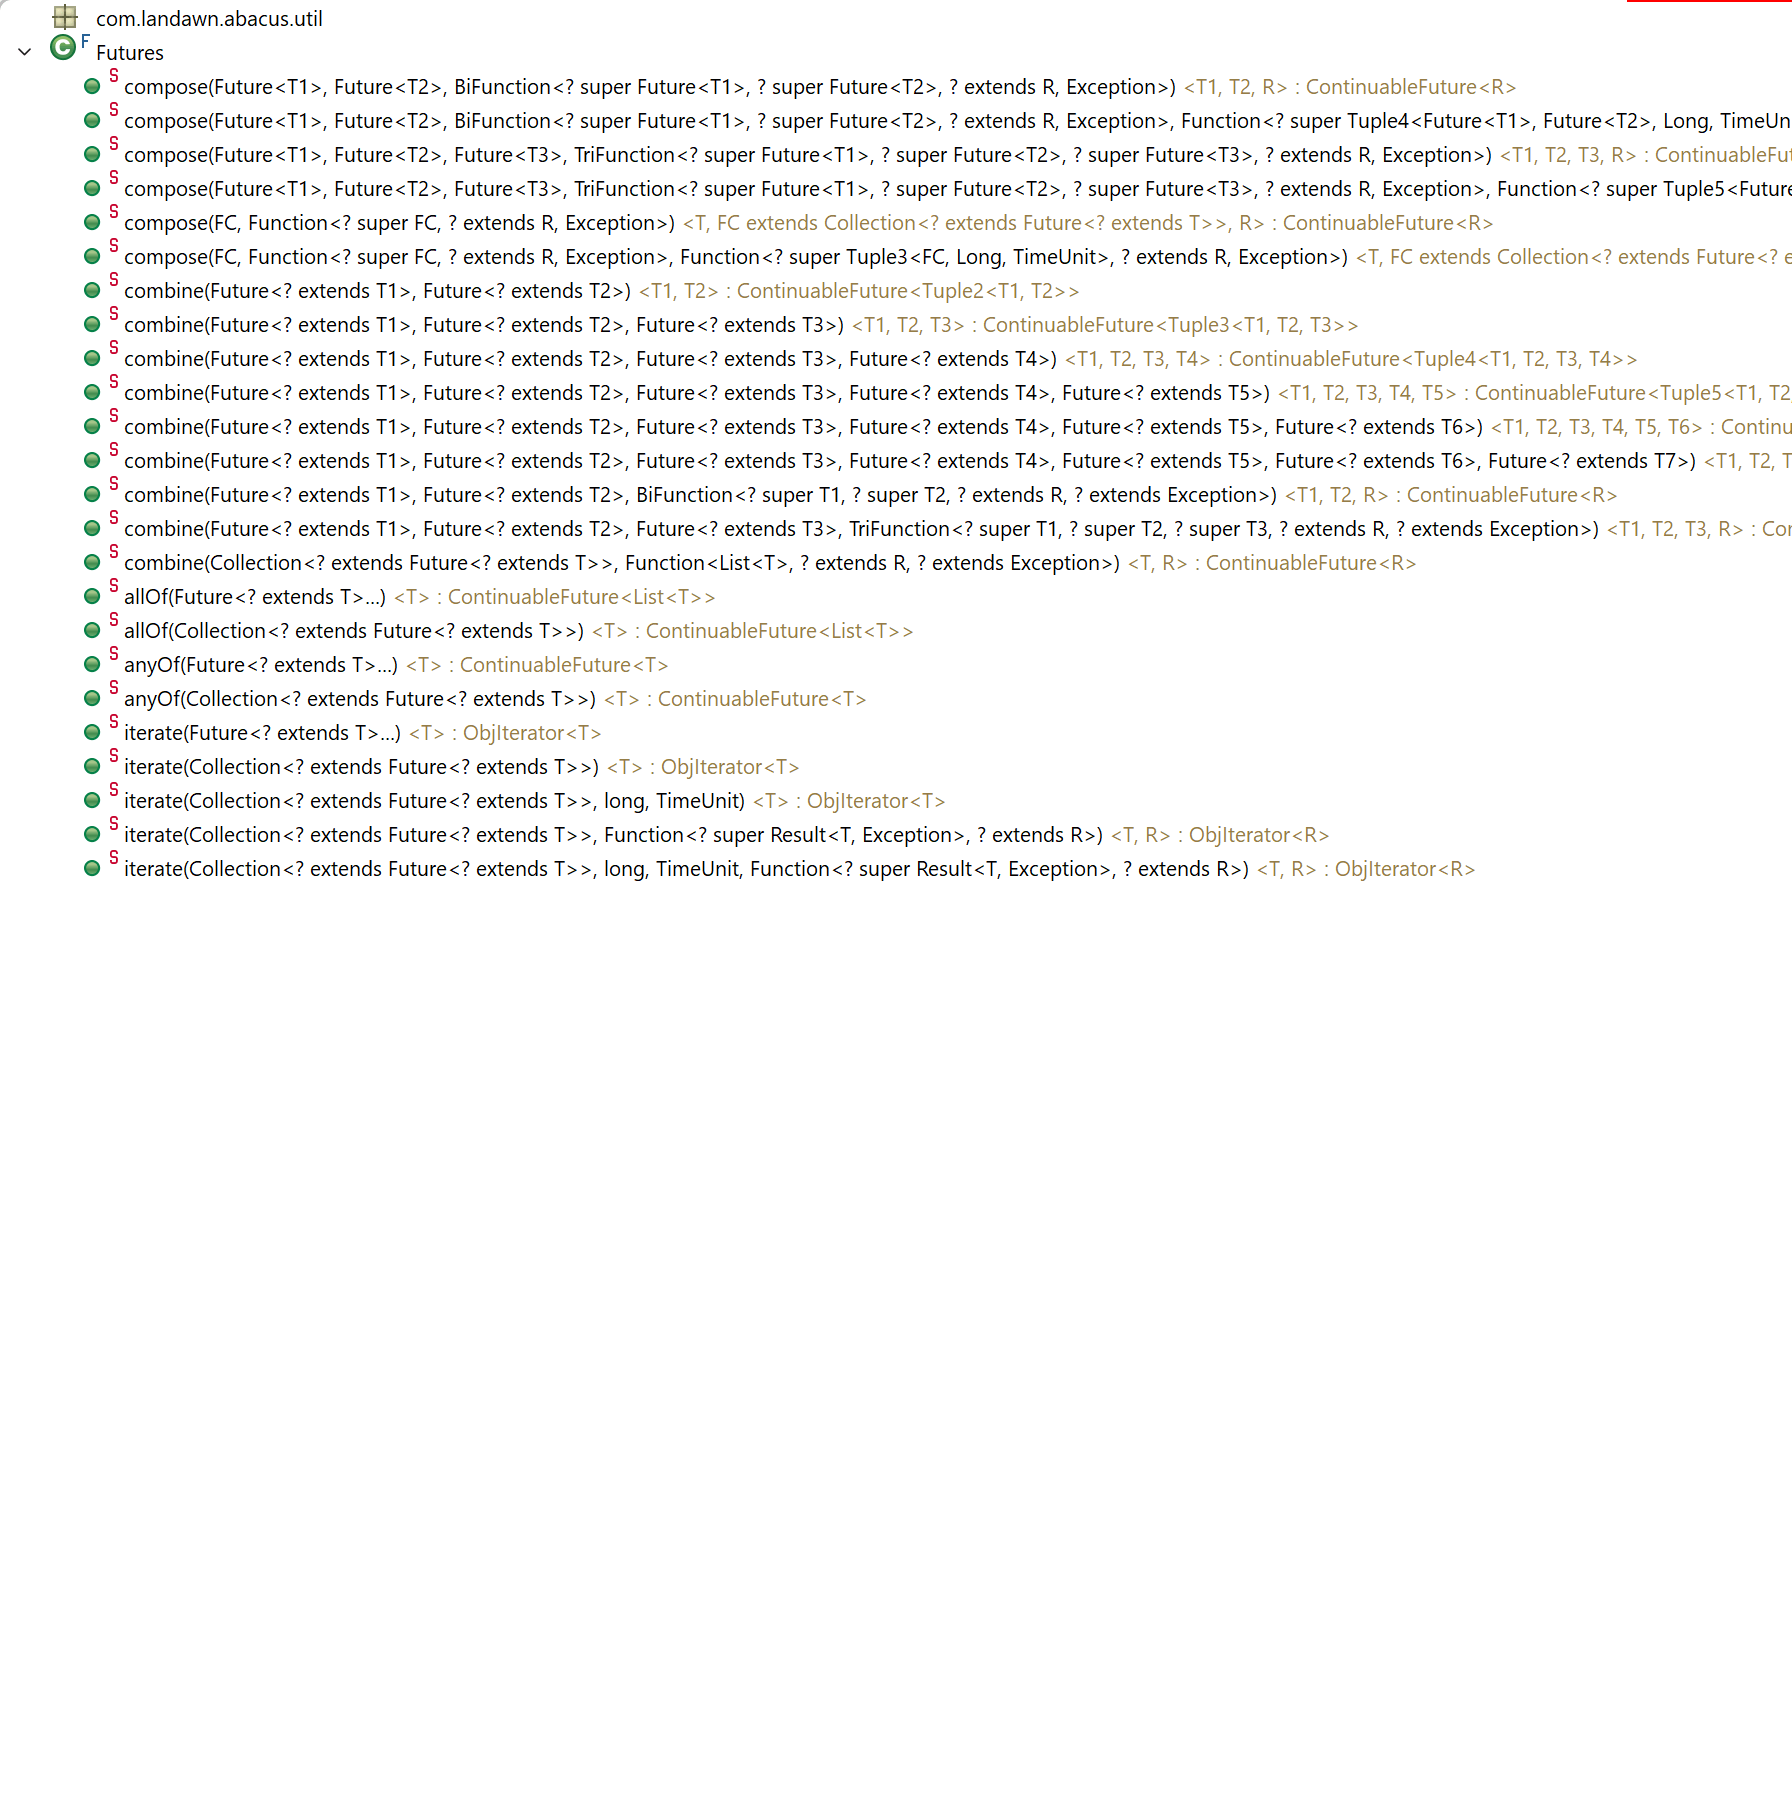 com.landawn.abacus.util
F Futures
S compose(Future<T1>, Future<T2>, BiFunction<? super Future<T1>, ? super Future<T2>, ? extends R, Exception>) <T1, T2, R> : ContinuableFuture<R>
S compose(Future<T1>, Future<T2>, BiFunction<? super Future<T1>, ? super Future<T2>, ? extends R, Exception>, Function<? super Tuple4<Future<T1>, Future<T2>, Long, TimeUn
S compose(Future<T1>, Future<T2>, Future<T3>, TriFunction<? super Future<T1>, ? super Future<T2>, ? super Future<T3>, ? extends R, Exception>) <T1, T2, T3, R> : ContinuableFut
S compose(Future<T1>, Future<T2>, Future<T3>, TriFunction<? super Future<T1>, ? super Future<T2>, ? super Future<T3>, ? extends R, Exception>, Function<? super Tuple5<Future
S compose(FC, Function<? super FC, ? extends R, Exception>) <T, FC extends Collection<? extends Future<? extends T>>, R> : ContinuableFuture<R>
S compose(FC, Function<? super FC, ? extends R, Exception>, Function<? super Tuple3<FC, Long, TimeUnit>, ? extends R, Exception>) <T, FC extends Collection<? extends Future<? e
S combine(Future<? extends T1>, Future<? extends T2>) <T1, T2> : ContinuableFuture<Tuple2<T1, T2>>
S combine(Future<? extends T1>, Future<? extends T2>, Future<? extends T3>) <T1, T2, T3> : ContinuableFuture<Tuple3<T1, T2, T3>>
S combine(Future<? extends T1>, Future<? extends T2>, Future<? extends T3>, Future<? extends T4>) <T1, T2, T3, T4> : ContinuableFuture<Tuple4<T1, T2, T3, T4>>
S combine(Future<? extends T1>, Future<? extends T2>, Future<? extends T3>, Future<? extends T4>, Future<? extends T5>) <T1, T2, T3, T4, T5> : ContinuableFuture<Tuple5<T1, T2,
S combine(Future<? extends T1>, Future<? extends T2>, Future<? extends T3>, Future<? extends T4>, Future<? extends T5>, Future<? extends T6>) <T1, T2, T3, T4, T5, T6> : Continu
S combine(Future<? extends T1>, Future<? extends T2>, Future<? extends T3>, Future<? extends T4>, Future<? extends T5>, Future<? extends T6>, Future<? extends T7>) <T1, T2, T
S combine(Future<? extends T1>, Future<? extends T2>, BiFunction<? super T1, ? super T2, ? extends R, ? extends Exception>) <T1, T2, R> : ContinuableFuture<R>
S combine(Future<? extends T1>, Future<? extends T2>, Future<? extends T3>, TriFunction<? super T1, ? super T2, ? super T3, ? extends R, ? extends Exception>) <T1, T2, T3, R> : Con
S combine(Collection<? extends Future<? extends T>>, Function<List<T>, ? extends R, ? extends Exception>) <T, R> : ContinuableFuture<R>
S allOf(Future<? extends T>...) <T> : ContinuableFuture<List<T>>
S allOf(Collection<? extends Future<? extends T>>) <T> : ContinuableFuture<List<T>>
S anyOf(Future<? extends T>...) <T> : ContinuableFuture<T>
S anyOf(Collection<? extends Future<? extends T>>) <T> : ContinuableFuture<T>
S iterate(Future<? extends T>...) <T> : ObjIterator<T>
S iterate(Collection<? extends Future<? extends T>>) <T> : ObjIterator<T>
S iterate(Collection<? extends Future<? extends T>>, long, TimeUnit) <T> : ObjIterator<T>
S iterate(Collection<? extends Future<? extends T>>, Function<? super Result<T, Exception>, ? extends R>) <T, R> : ObjIterator<R>
S iterate(Collection<? extends Future<? extends T>>, long, TimeUnit, Function<? super Result<T, Exception>, ? extends R>) <T, R> : ObjIterator<R>